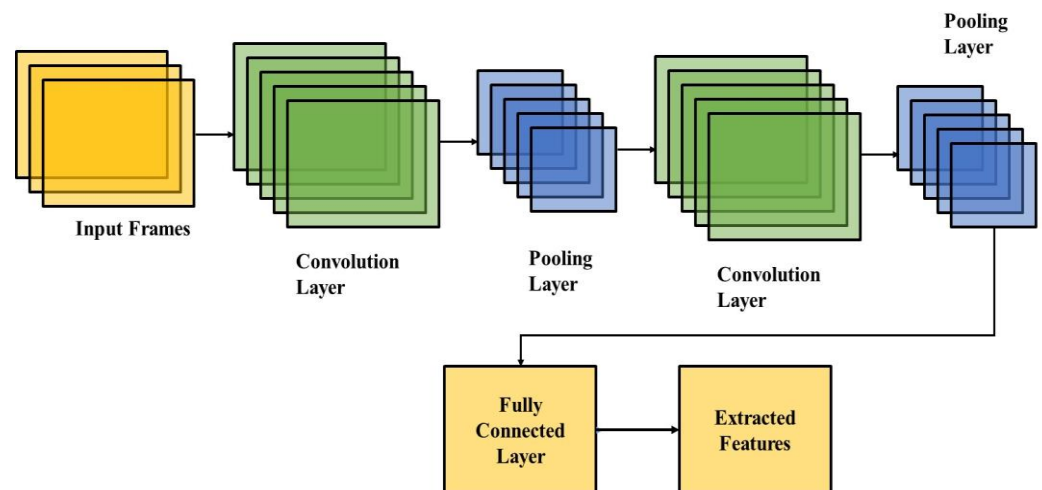 Input Frames
Convolution
Layer
Pooling
Layer
Convolution
Layer
Pooling
Layer
Fully
Connected
Layer
Extracted
Features